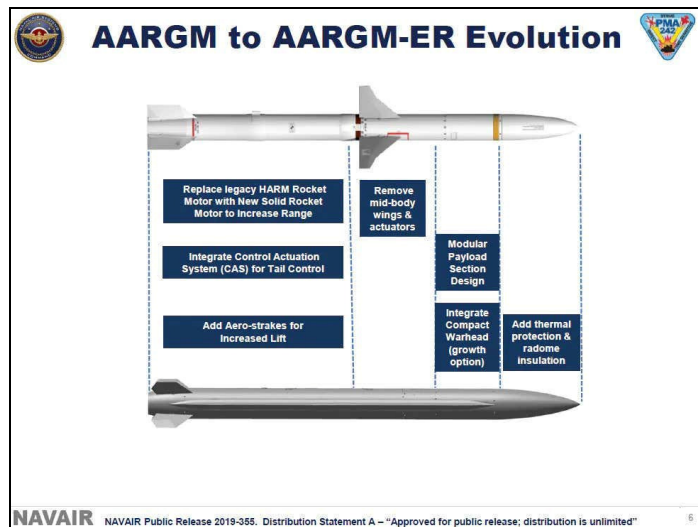 AARGM to AARGM-ER Evolution
PMA
242
Replace legacy HARM Rocket
Motor with New Solid Rocket
Motor to Increase Range
Remove
mid-body
wings &
actuators
Integrate Control Actuation
System (CAS) for Tail Control
Modular
Payload
Section
Design
Add Aero-strakes for
Increased Lift
Integrate
Compact
Warhead
(growth
option)
Add thermal
protection &
radome
insulation
NAVAIR NAVAIR Public Release 2019-355. Distribution Statement A – “Approved for public release; distribution is unlimited” 6